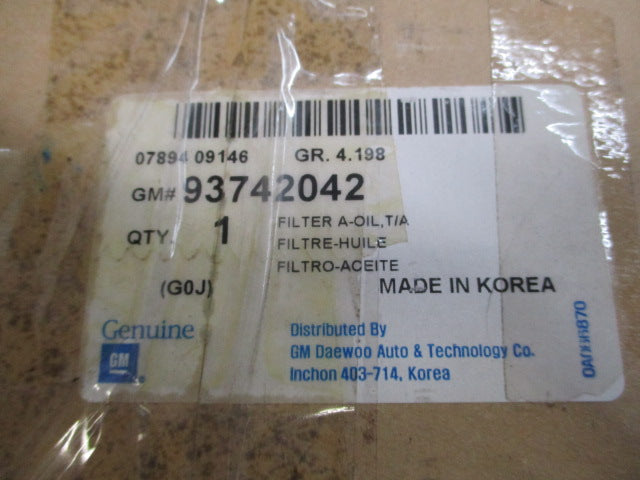 07894 09146 GR. 4.198
GM# 93742042
QTY. 1 FILTER A-OIL,T/A
FILTRE-HUILE
FILTRO-ACEITE
(G0J) MADE IN KOREA
Genuine
GM
Distributed By
GM Daewoo Auto & Technology Co.
Inchon 403-714, Korea